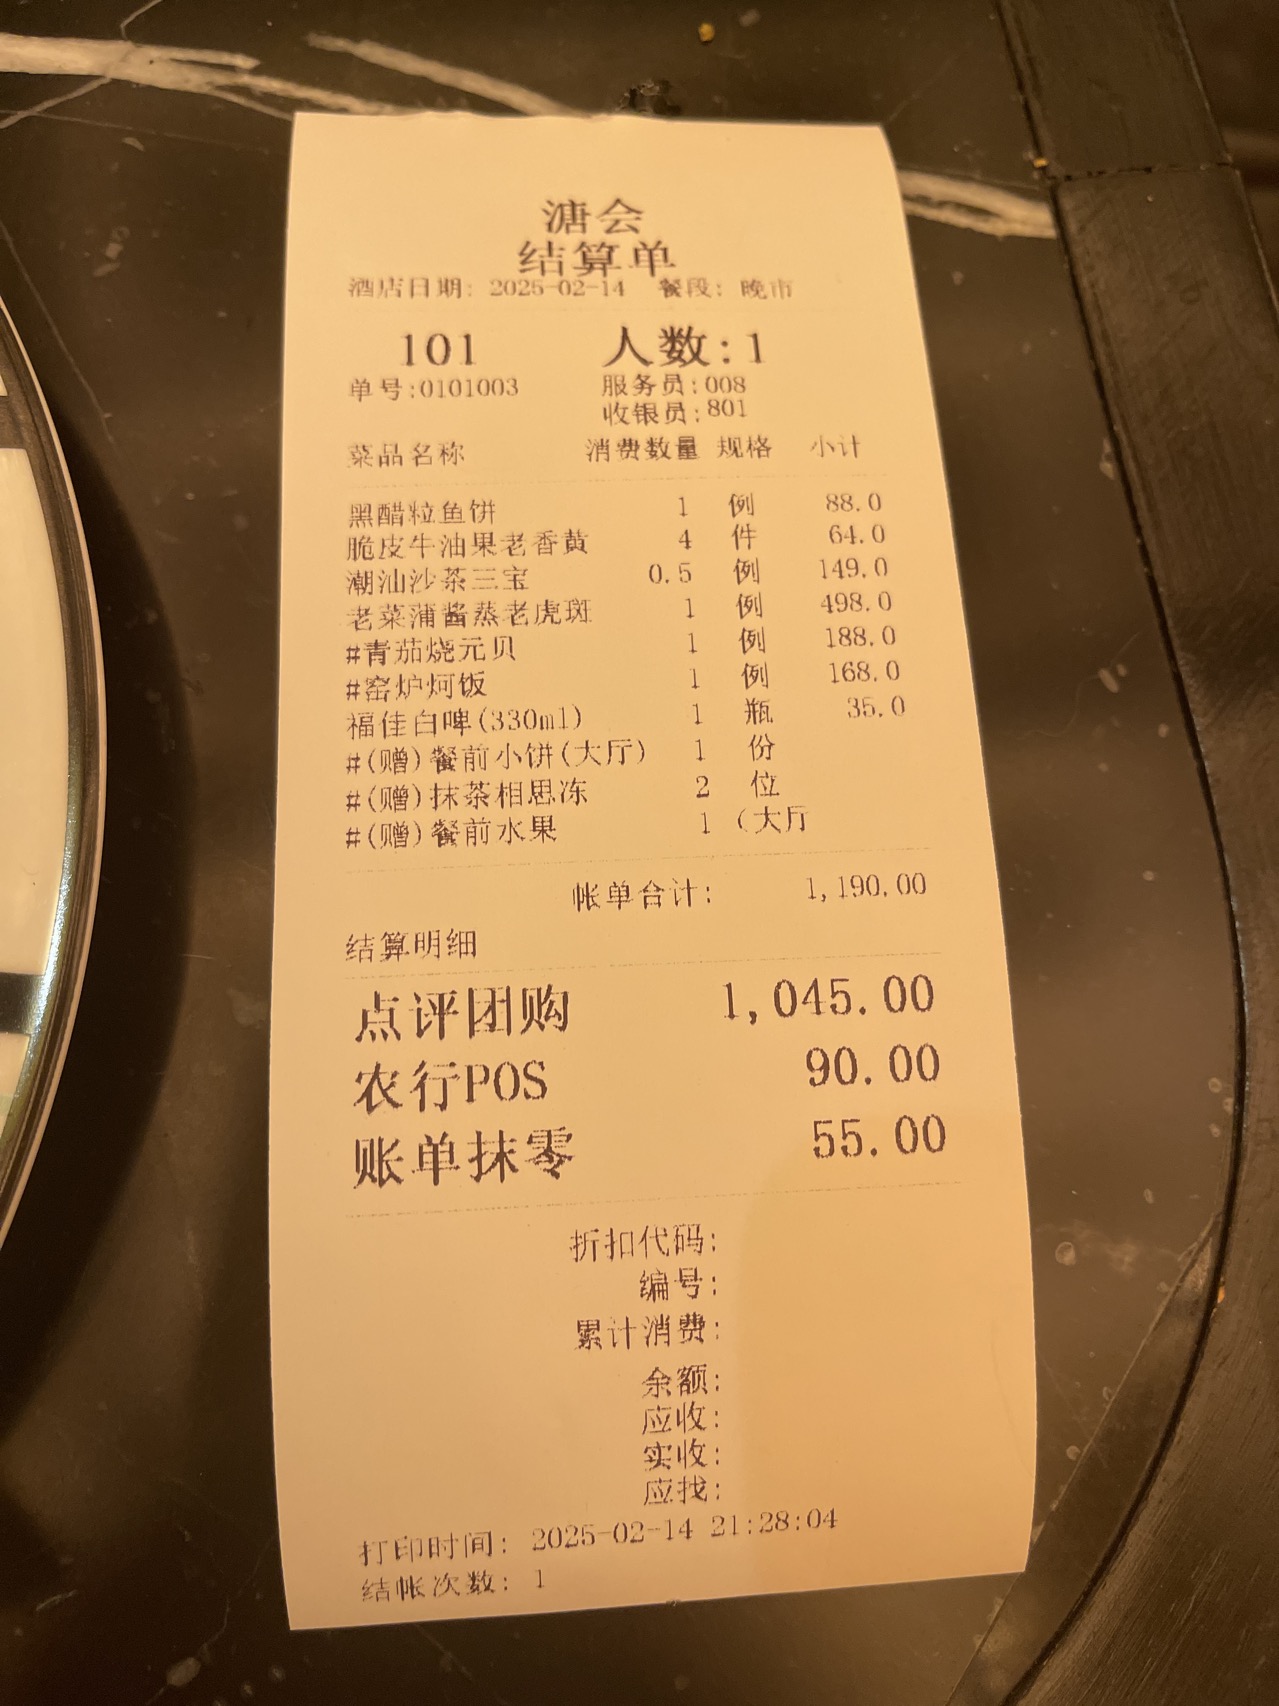 溏会
结算单
酒店日期: 2025-02-14 餐段: 晚市
101 人数:1
单号:0101003 服务员:008
收银员:801
菜品名称 消费数量 规格 小计
黑醋粒鱼饼 1 例 88.0
脆皮牛油果老香黄 4 件 64.0
潮汕沙茶三宝 0.5 例 149.0
老菜蒲酱蒸老虎斑 1 例 498.0
#青茄烧元贝 1 例 188.0
#窑炉焗饭 1 例 168.0
福佳白啤(330ml) 1 瓶 35.0
#(赠)餐前小饼(大厅) 1 份
#(赠)抹茶相思冻 2 位
#(赠)餐前水果 1 (大厅
帐单合计: 1,190.00
结算明细
点评团购 1,045.00
农行POS 90.00
账单抹零 55.00
折扣代码:
编号:
累计消费:
余额:
应收:
实收:
应找:
打印时间: 2025-02-14 21:28:04
结帐次数: 1